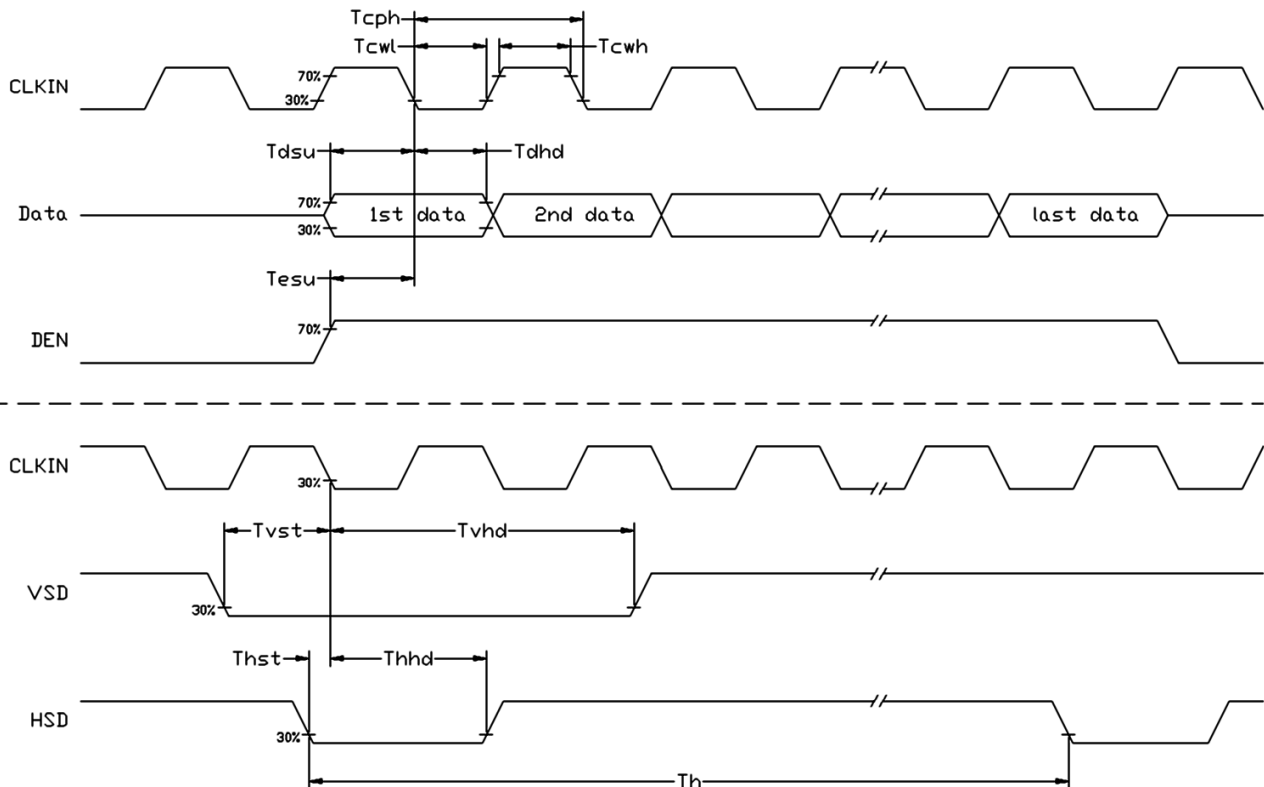 Tcph
Tcwl Tcwh
CLKIN 70%
30%
Tdsu Tdhd
Data 70% 1st data 2nd data last data
30%
Tesu
DEN 70%
CLKIN 30%
Tvst Tvhd
VSD 30%
Thst Thhd
HSD 30%
Th